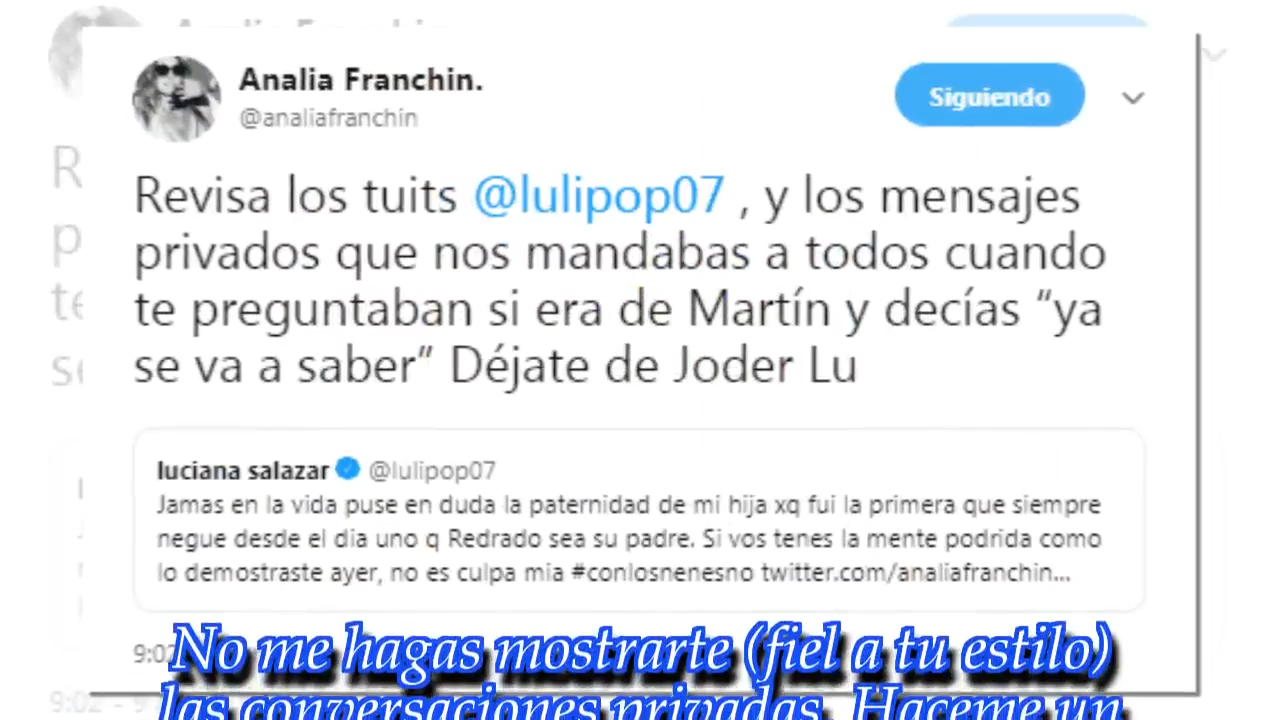 Analia Franchin.
@analiafranchin
Siguiendo
Revisa los tuits @lulipop07 , y los mensajes
privados que nos mandabas a todos cuando
te preguntaban si era de Martín y decías “ya
se va a saber” Déjate de Joder Lu
luciana salazar @lulipop07
Jamas en la vida puse en duda la paternidad de mi hija xq fui la primera que siempre
negue desde el dia uno q Redrado sea su padre. Si vos tenes la mente podrida como
lo demostraste ayer, no es culpa mia #conlosnenesno twitter.com/analiafranchin...
9:02
No me hagas mostrarte (fiel a tu estilo)
las conversaciones privadas. Haceme un